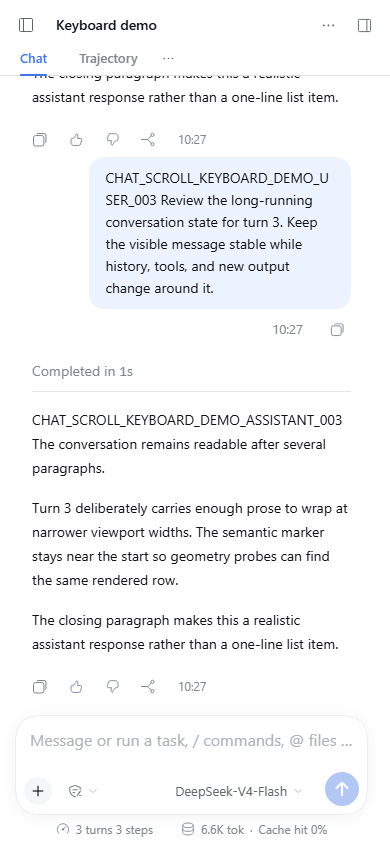 Keyboard demo
Chat
Trajectory
The closing paragraph makes this a realistic
assistant response rather than a one-line list item.
10:27
CHAT_SCROLL_KEYBOARD_DEMO_U
SER_003 Review the long-running
conversation state for turn 3. Keep
the visible message stable while
history, tools, and new output
change around it.
10:27
Completed in 1s
CHAT_SCROLL_KEYBOARD_DEMO_ASSISTANT_003
The conversation remains readable after several
paragraphs.
Turn 3 deliberately carries enough prose to wrap at
narrower viewport widths. The semantic marker
stays near the start so geometry probes can find
the same rendered row.
The closing paragraph makes this a realistic
assistant response rather than a one-line list item.
10:27
Message or run a task, / commands, @ files ...
DeepSeek-V4-Flash
3 turns 3 steps
6.6K tok · Cache hit 0%